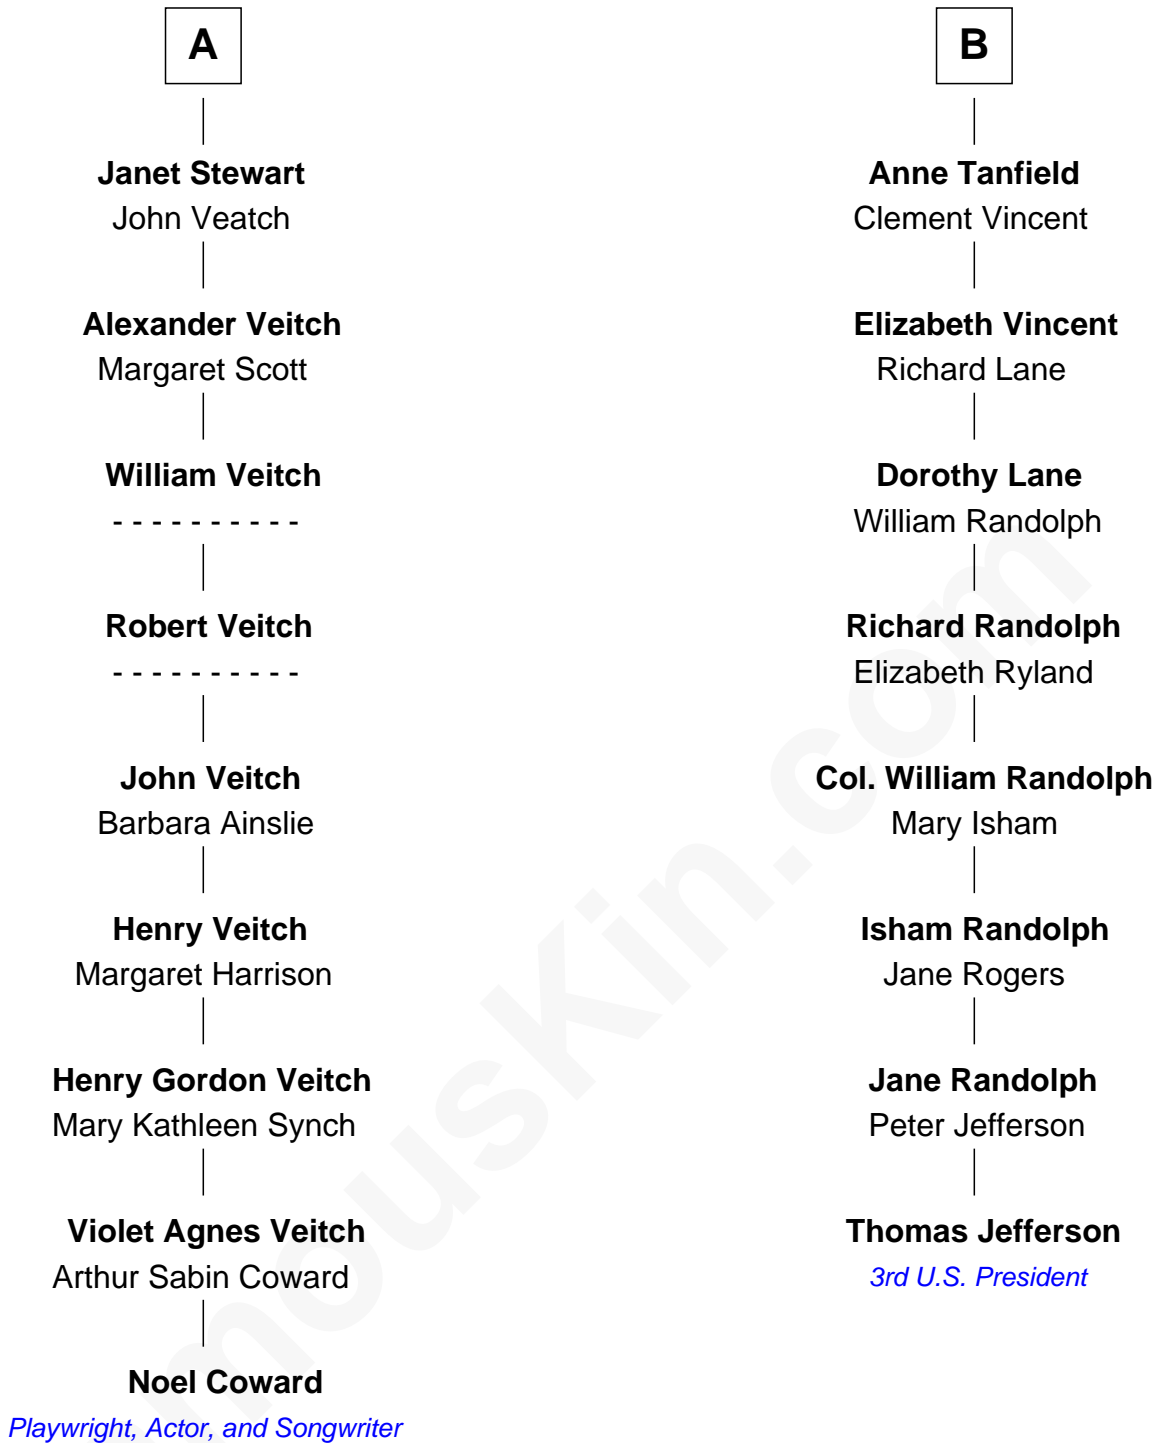 A
Janet Stewart
John Veatch
Alexander Veitch
Margaret Scott
William Veitch
- - - - - - - - - -
Robert Veitch
- - - - - - - - - -
John Veitch
Barbara Ainslie
Henry Veitch
Margaret Harrison
Henry Gordon Veitch
Mary Kathleen Synch
Violet Agnes Veitch
Arthur Sabin Coward
Noel Coward
Playwright, Actor, and Songwriter
B
Anne Tanfield
Clement Vincent
Elizabeth Vincent
Richard Lane
Dorothy Lane
William Randolph
Richard Randolph
Elizabeth Ryland
Col. William Randolph
Mary Isham
Isham Randolph
Jane Rogers
Jane Randolph
Peter Jefferson
Thomas Jefferson
3rd U.S. President
mousKin.com